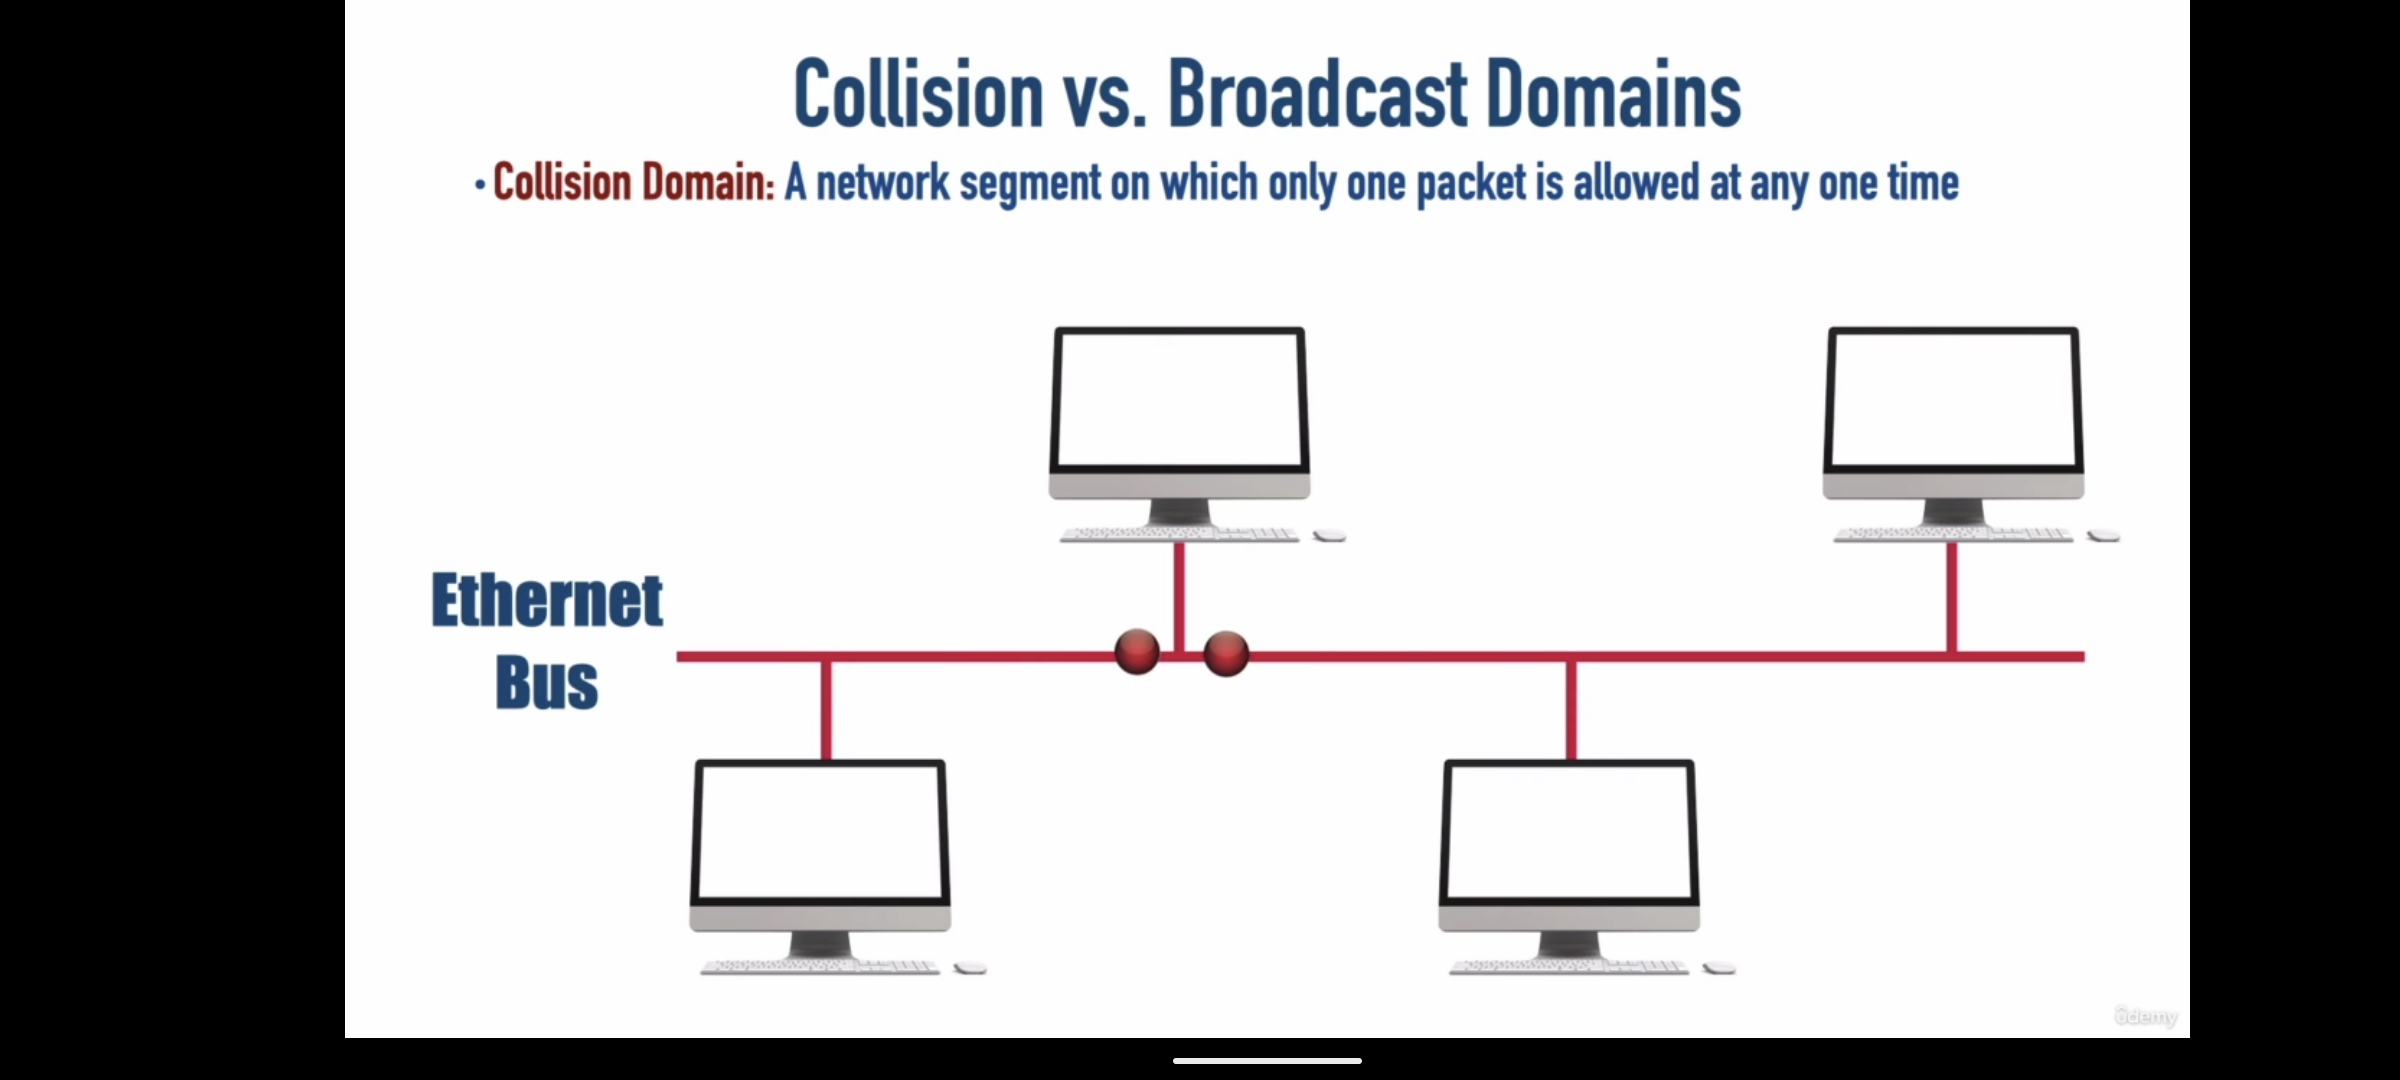 Collision vs. Broadcast Domains
• Collision Domain: A network segment on which only one packet is allowed at any one time
Ethernet
Bus
ûdemy